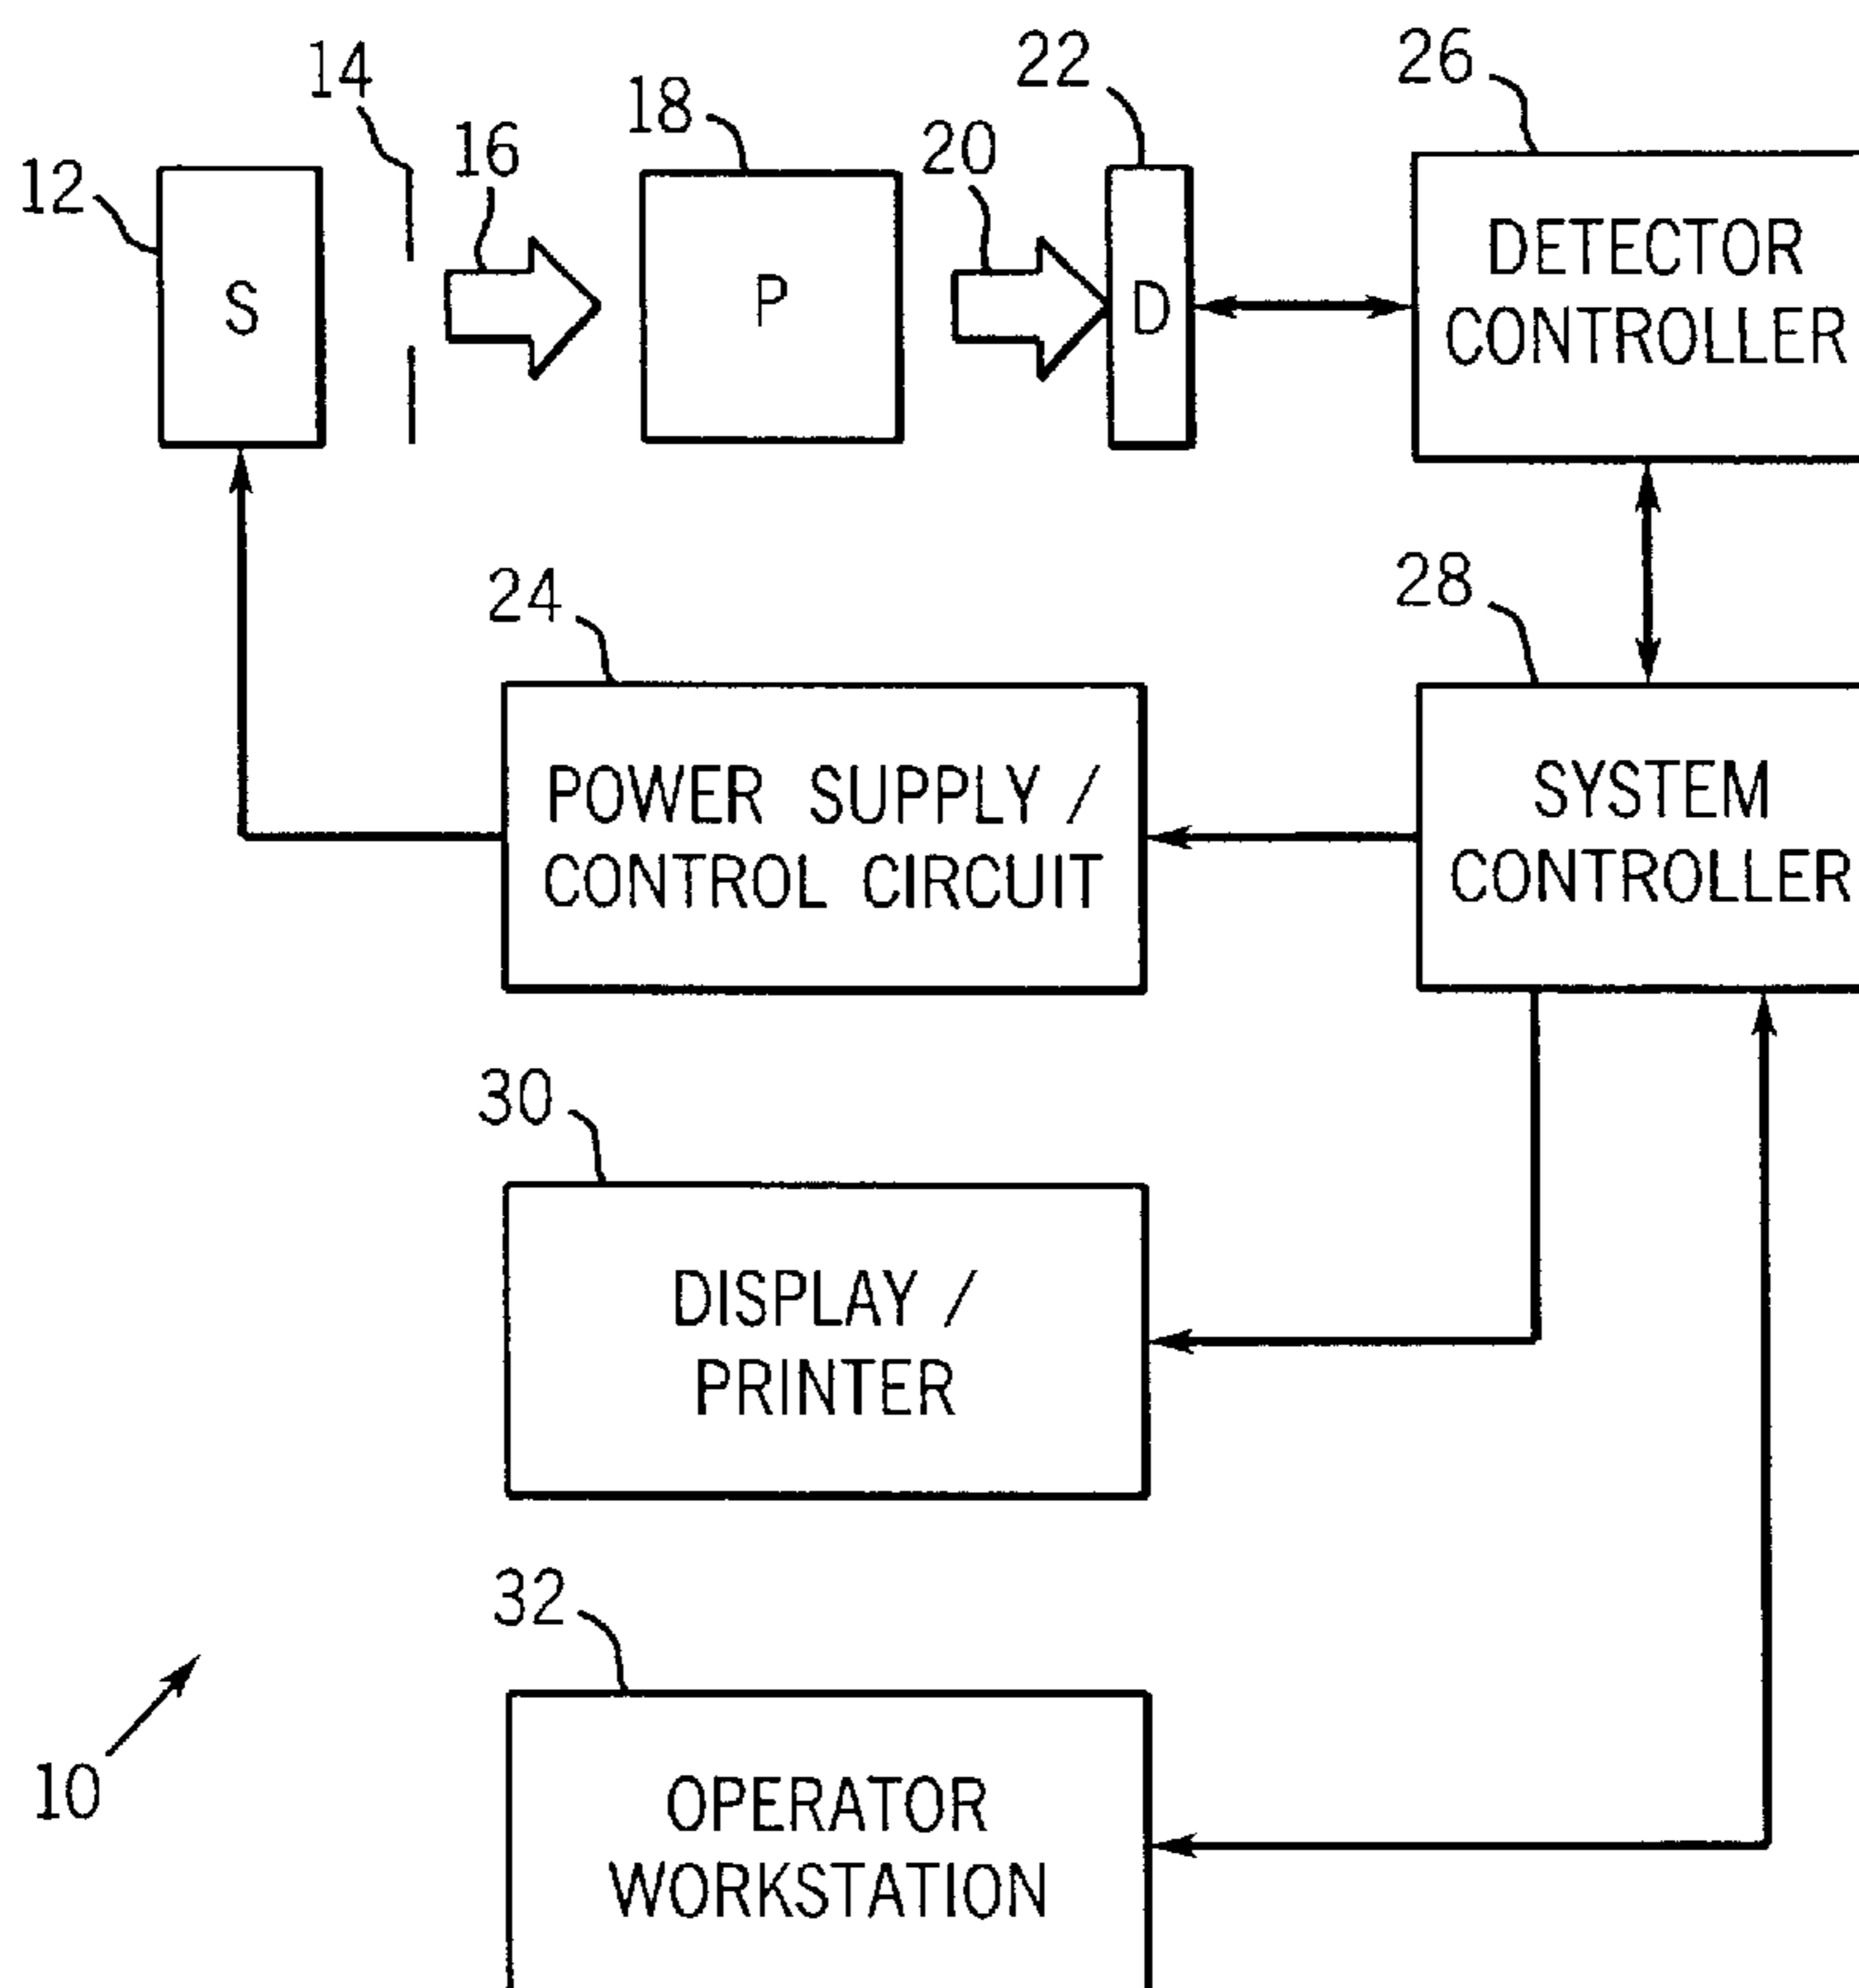 14
22
26
12
16
18
20
S
P
D
DETECTOR
CONTROLLER
24
28
POWER SUPPLY /
CONTROL CIRCUIT
SYSTEM
CONTROLLER
30
DISPLAY /
PRINTER
32
10
OPERATOR
WORKSTATION